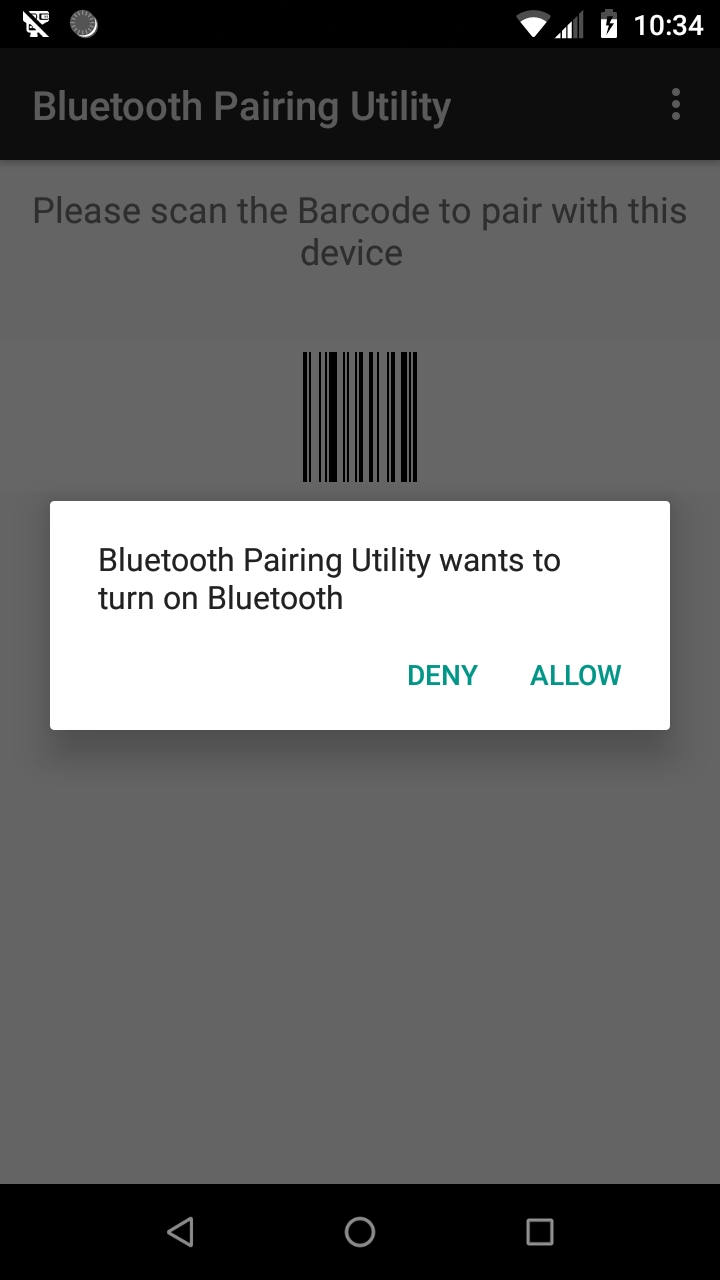 10:34
Bluetooth Pairing Utility
Please scan the Barcode to pair with this
device
Bluetooth Pairing Utility wants to
turn on Bluetooth
DENY ALLOW